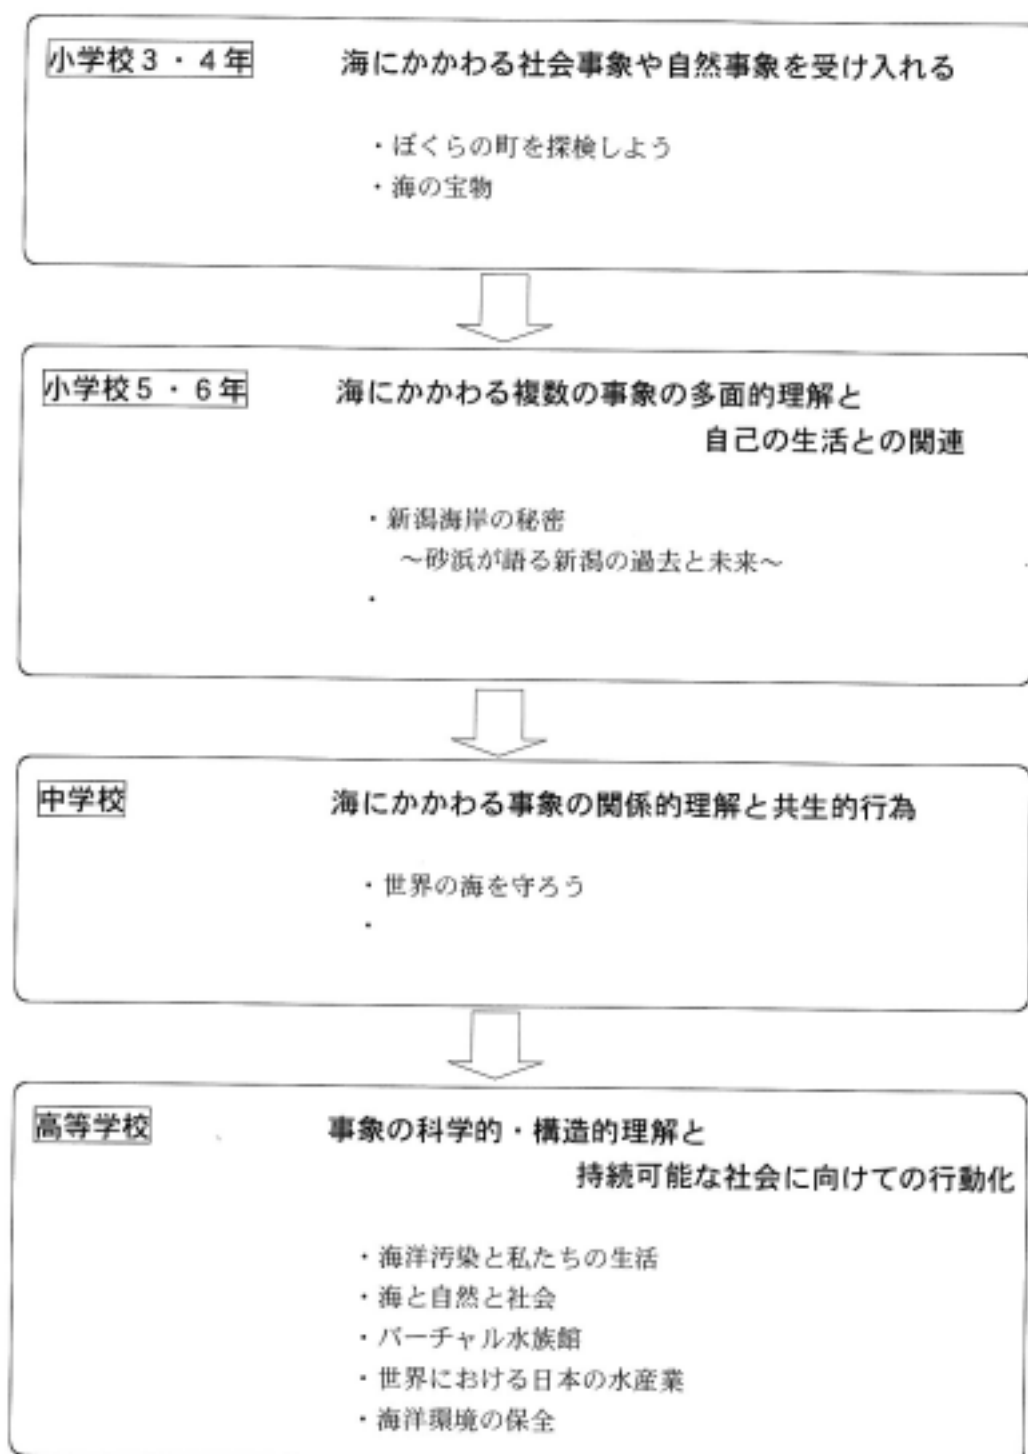 小学校3・4年 海にかかわる社会事象や自然事象を受け入れる
・ぼくらの町を探検しよう
・海の宝物
小学校5・6年 海にかかわる複数の事象の多面的理解と
自己の生活との関連
・新潟海岸の秘密
～砂浜が語る新潟の過去と未来～
・
中学校 海にかかわる事象の関係的理解と共生的行為
・世界の海を守ろう
・
高等学校 事象の科学的・構造的理解と
持続可能な社会に向けての行動化
・海洋汚染と私たちの生活
・海と自然と社会
・バーチャル水族館
・世界における日本の水産業
・海洋環境の保全